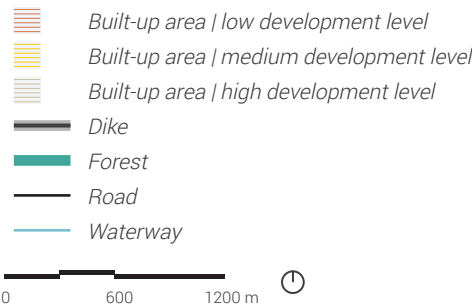 Built-up area | low development level
Built-up area | medium development level
Built-up area | high development level
Dike
Forest
Road
Waterway
0 600 1200 m